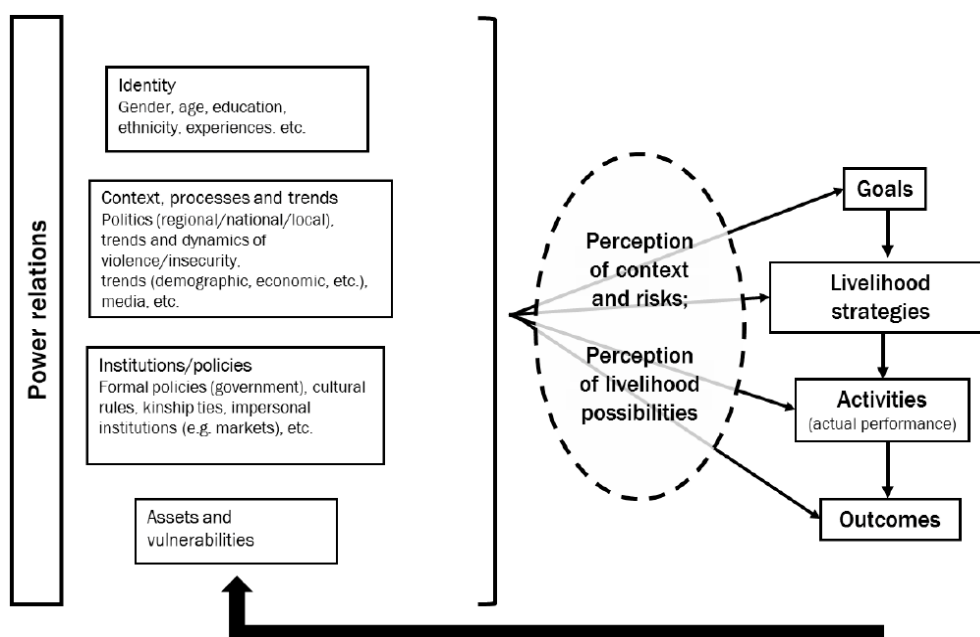 Power relations
Identity
Gender, age, education,
ethnicity, experiences. etc.
Context, processes and trends
Politics (regional/national/local),
trends and dynamics of
violence/insecurity.
trends (demographic, economic, etc.),
media, etc.
Institutions/policies
Formal policies (government), cultural
rules, kinship ties, impersonal
institutions (e.g. markets), etc.
Assets and
vulnerabilities
Perception
of context
and risks;
Perception
of livelihood
possibilities
Goals
Livelihood
strategies
Activities
(actual performance)
Outcomes